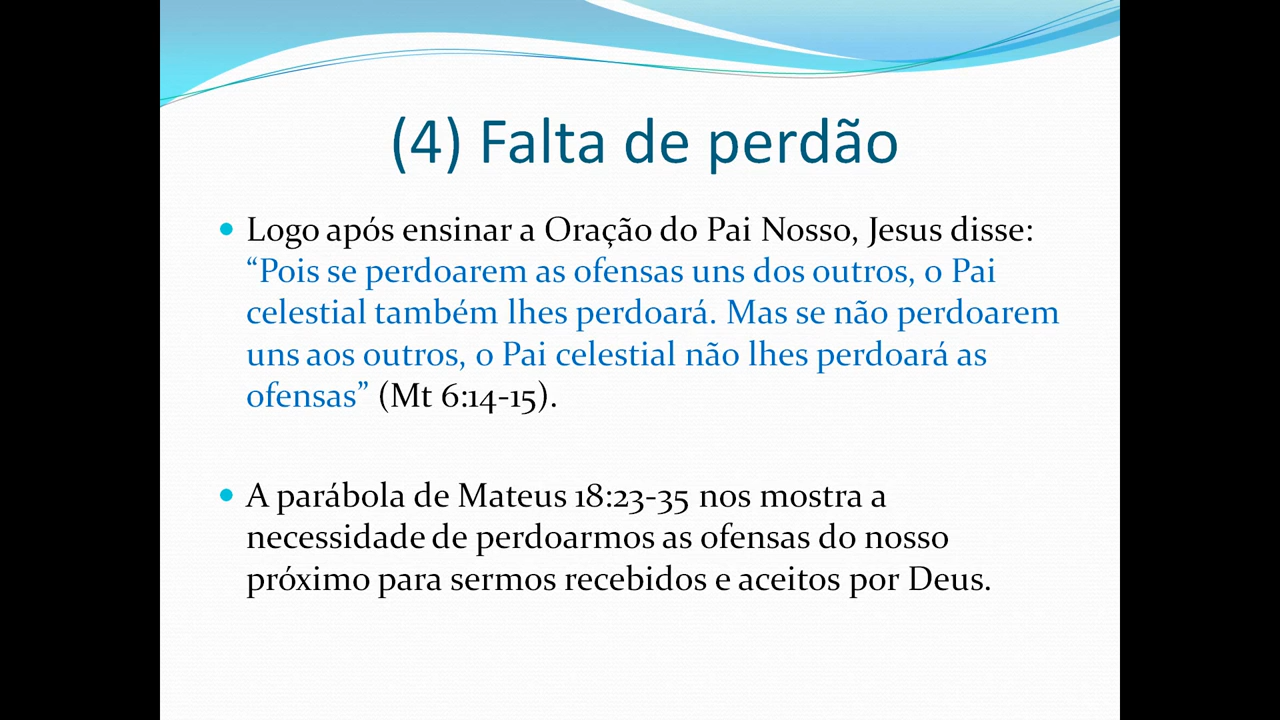 (4) Falta de perdão
• Logo após ensinar a Oração do Pai Nosso, Jesus disse:
“Pois se perdoarem as ofensas uns dos outros, o Pai
celestial também lhes perdoará. Mas se não perdoarem
uns aos outros, o Pai celestial não lhes perdoará as
ofensas” (Mt 6:14-15).
• A parábola de Mateus 18:23-35 nos mostra a
necessidade de perdoarmos as ofensas do nosso
próximo para sermos recebidos e aceitos por Deus.